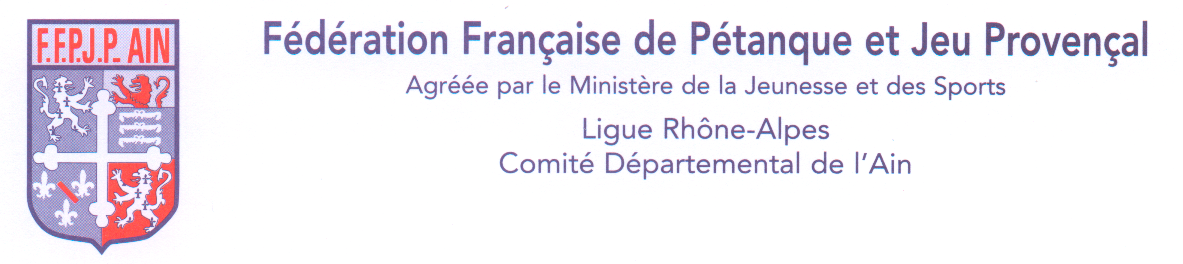 F.F.P.J.P_ AIN
Fédération Française de Pétanque et Jeu Provençal
Agréée par le Ministère de la Jeunesse et des Sports
Ligue Rhône-Alpes
Comité Départemental de l'Ain